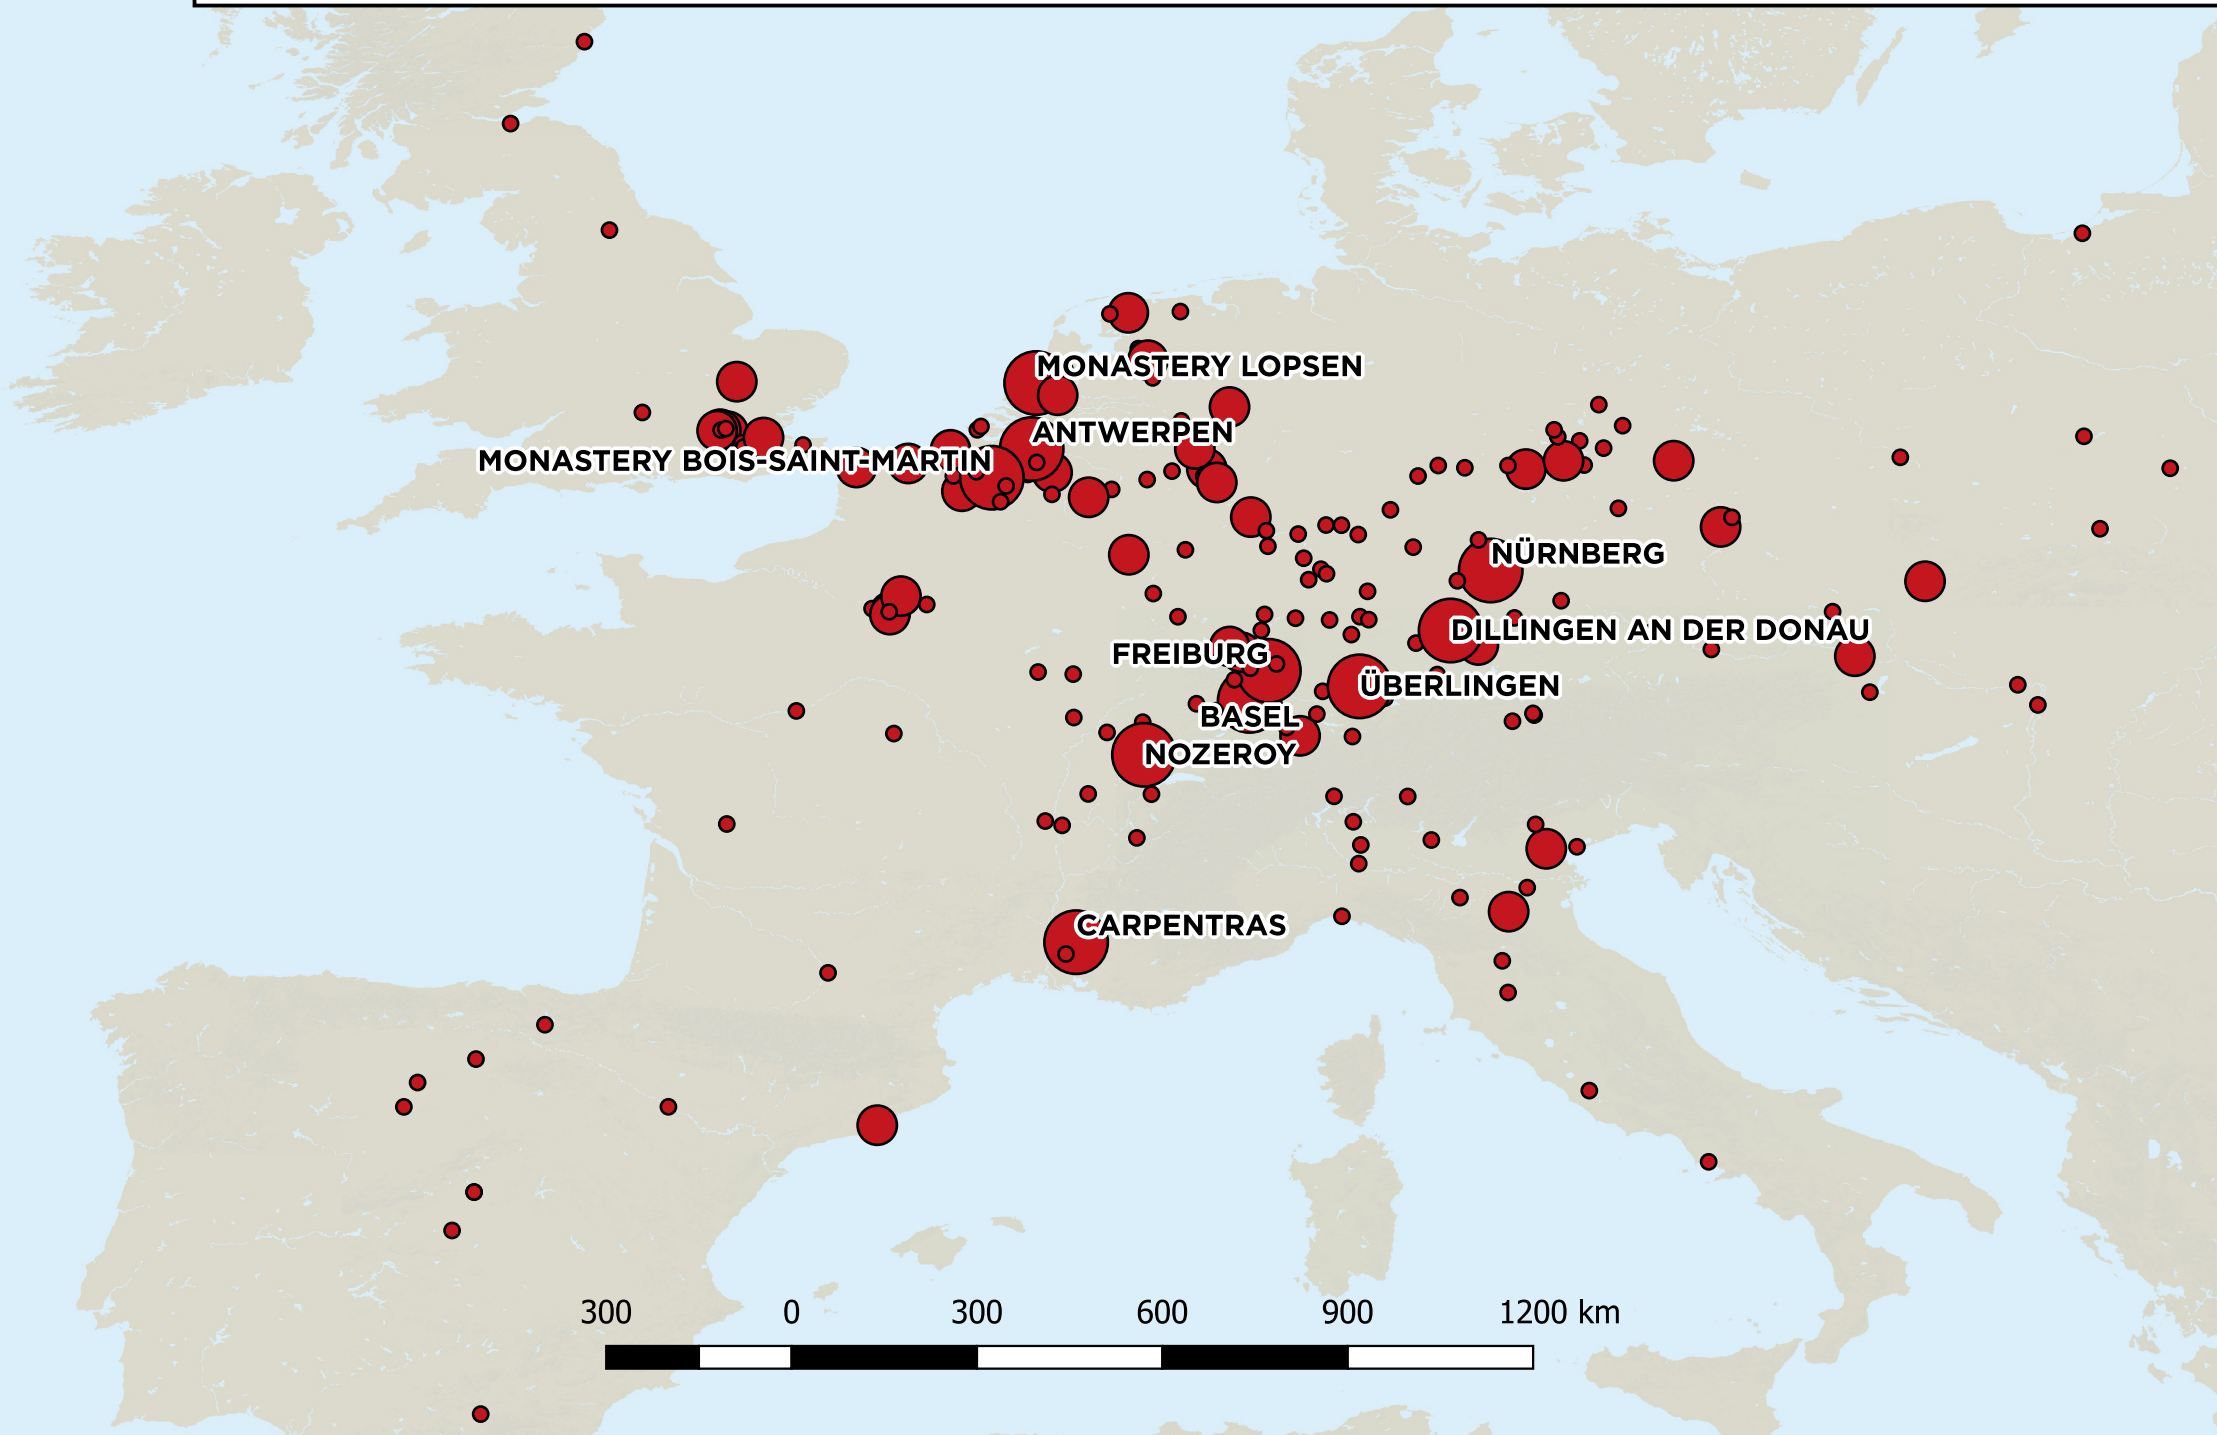 MONASTERY LOPSEN
ANTWERPEN
MONASTERY BOIS-SAINT-MARTIN
NÜRNBERG
DILLINGEN AN DER DONAU
FREIBURG
ÜBERLINGEN
BASEL
NOZEROY
CARPENTRAS
300 0 300 600 900 1200 km